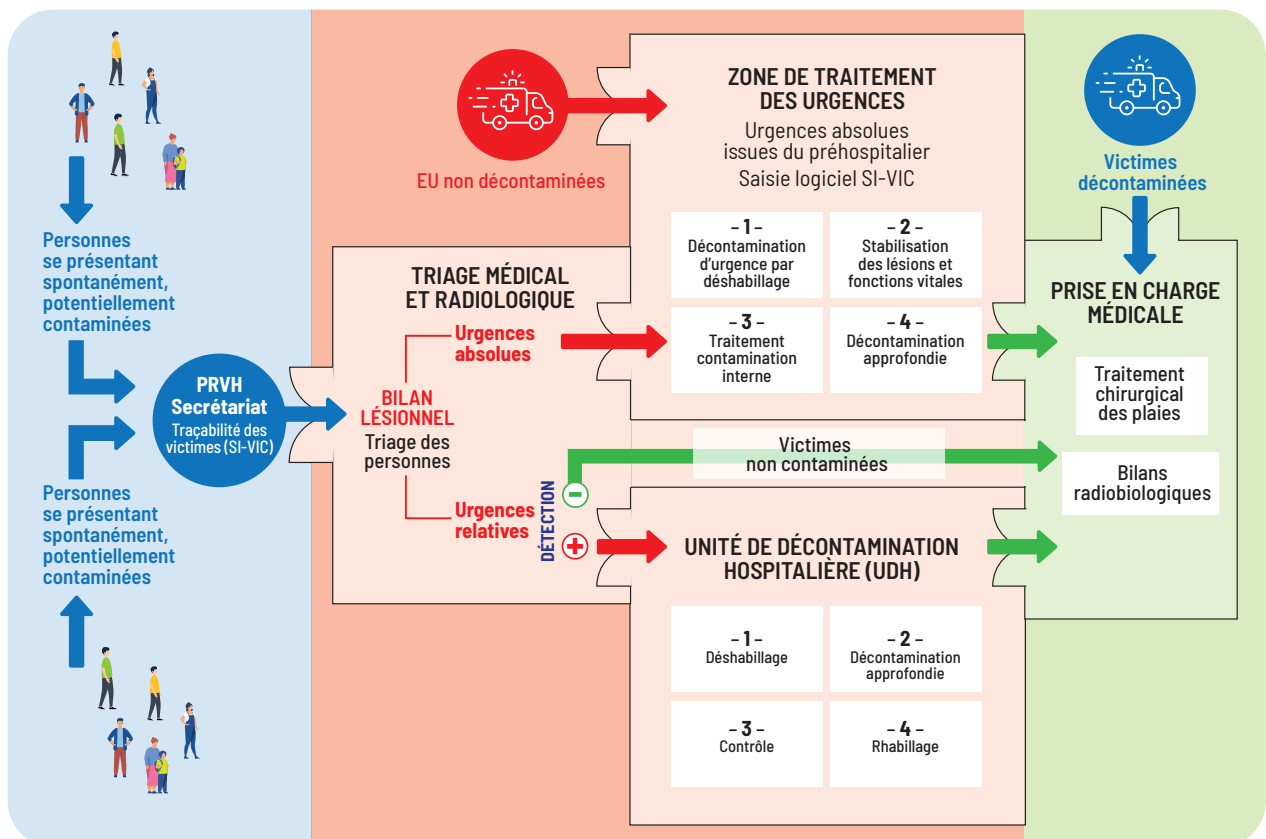 EU non décontaminées
ZONE DE TRAITEMENT
DES URGENCES
Urgences absolues
issues du préhospitalier
Saisie logiciel SI-VIC
– 1 –
Décontamination
d’urgence par
déshabillage
– 2 –
Stabilisation
des lésions et
fonctions vitales
– 3 –
Traitement
contamination
interne
– 4 –
Décontamination
approfondie
Victimes
décontaminées
Personnes
se présentant
spontanément,
potentiellement
contaminées
PRVH
Secrétariat
Traçabilité des
victimes (SI-VIC)
Personnes
se présentant
spontanément,
potentiellement
contaminées
TRIAGE MÉDICAL
ET RADIOLOGIQUE
Urgences
absolues
BILAN
LÉSIONNEL
Triage des
personnes
Urgences
relatives
DÉTECTION
Victimes
non contaminées
UNITÉ DE DÉCONTAMINATION
HOSPITALIÈRE (UDH)
– 1 –
Déshabillage
– 2 –
Décontamination
approfondie
– 3 –
Contrôle
– 4 –
Rhabillage
PRISE EN CHARGE
MÉDICALE
Traitement
chirurgical
des plaies
Bilans
radiobiologiques